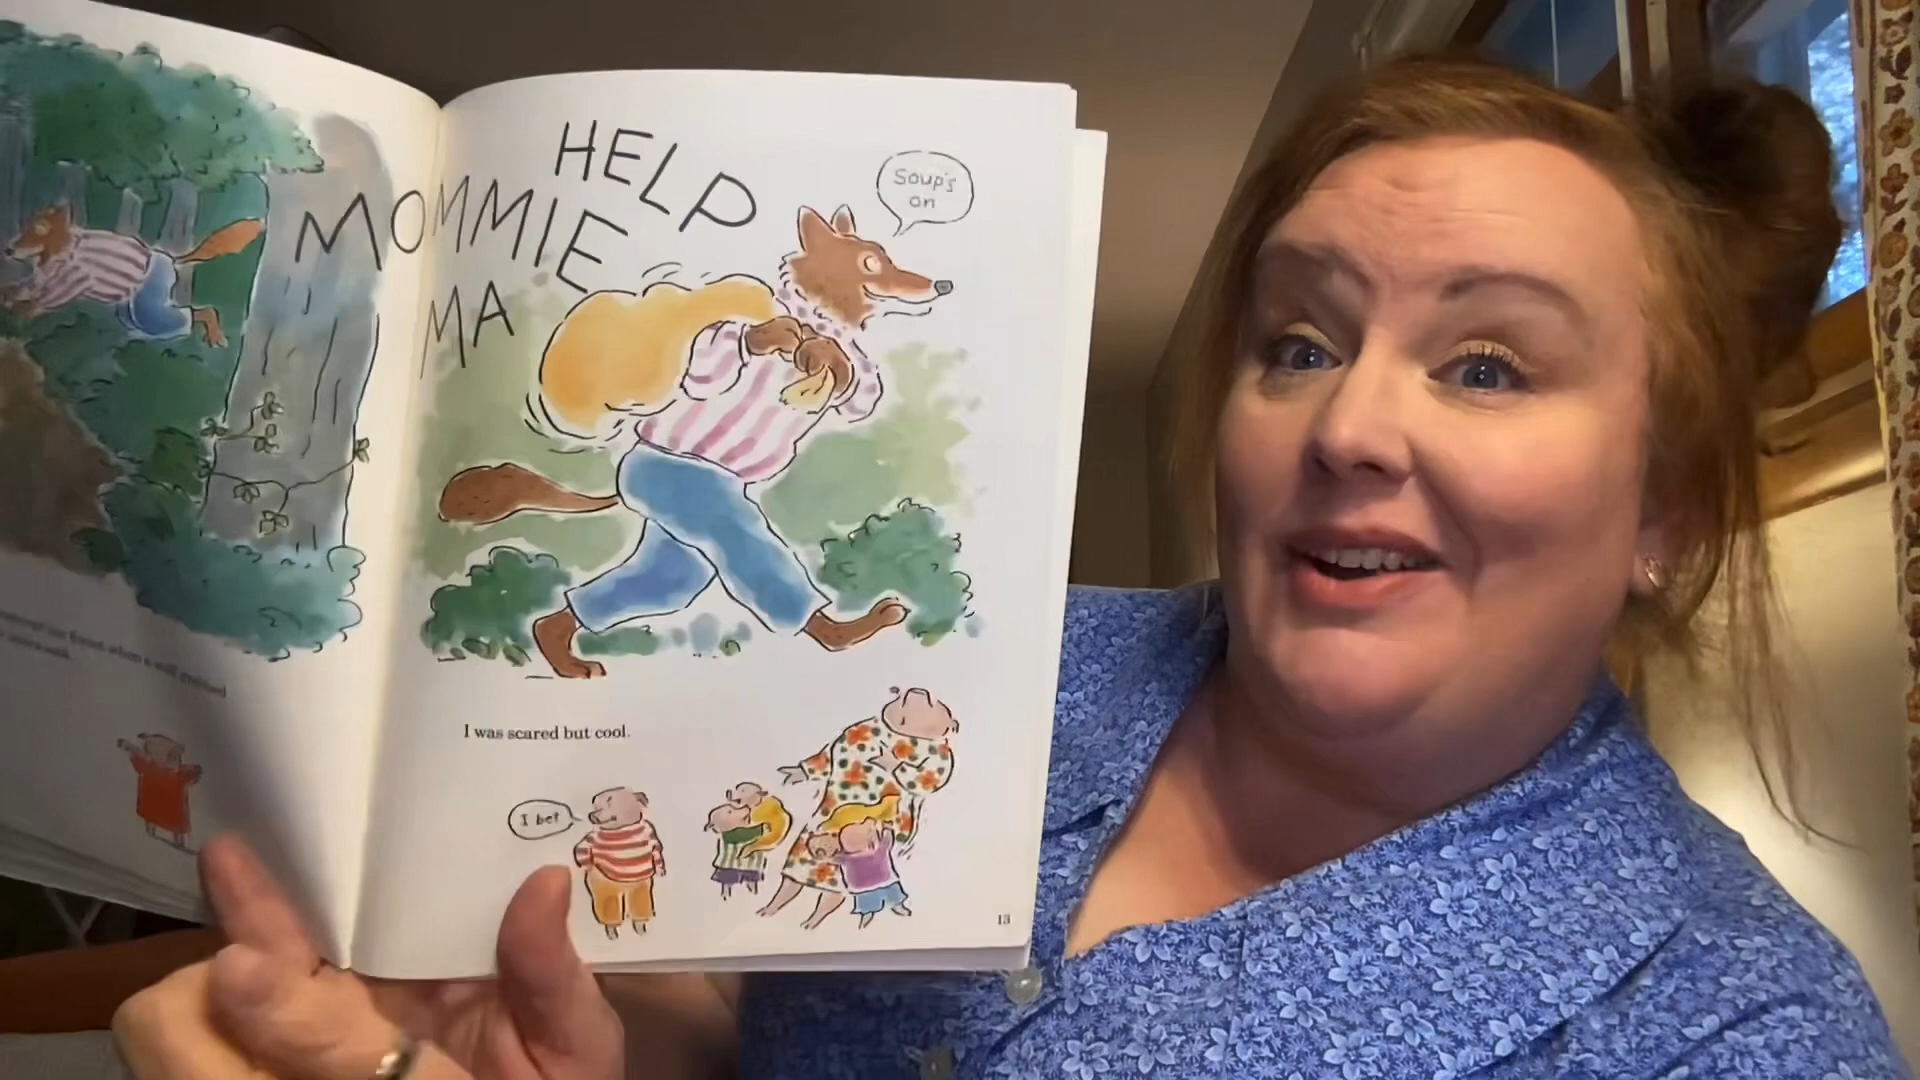 HELP
MOMMIE
MA
Soup's
on
I was scared but cool.
I bet
13